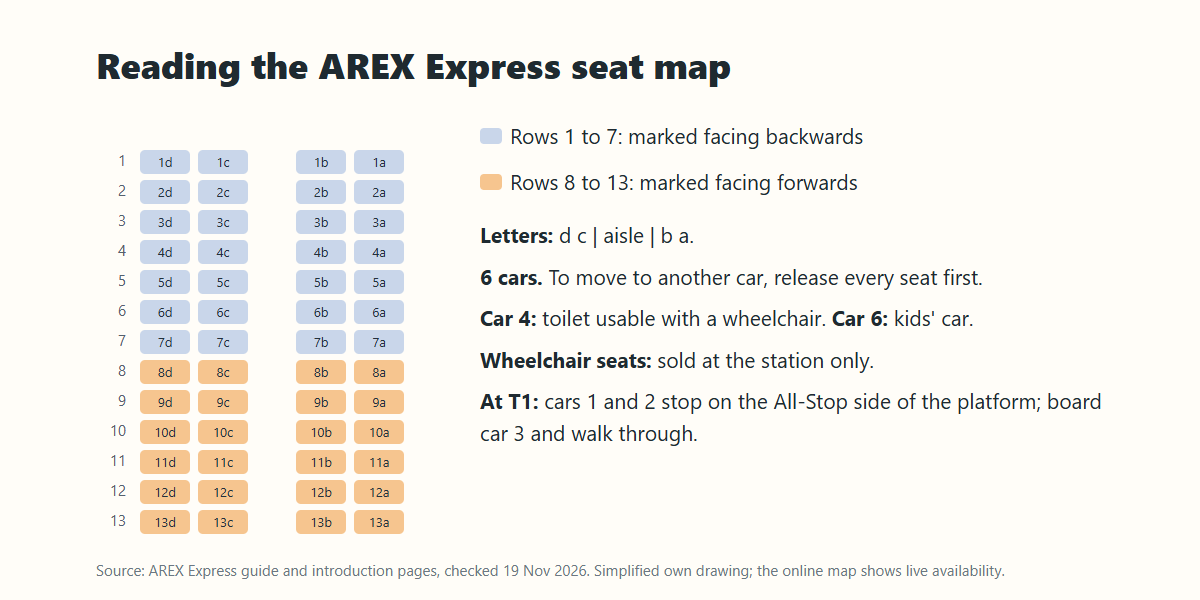 Reading the AREX Express seat map
1 1d 1c 1b 1a
2 2d 2c 2b 2a
3 3d 3c 3b 3a
4 4d 4c 4b 4a
5 5d 5c 5b 5a
6 6d 6c 6b 6a
7 7d 7c 7b 7a
8 8d 8c 8b 8a
9 9d 9c 9b 9a
10 10d 10c 10b 10a
11 11d 11c 11b 11a
12 12d 12c 12b 12a
13 13d 13c 13b 13a
Rows 1 to 7: marked facing backwards
Rows 8 to 13: marked facing forwards
Letters: d c | aisle | b a.
6 cars. To move to another car, release every seat first.
Car 4: toilet usable with a wheelchair. Car 6: kids' car.
Wheelchair seats: sold at the station only.
At T1: cars 1 and 2 stop on the All-Stop side of the platform; board
car 3 and walk through.
Source: AREX Express guide and introduction pages, checked 19 Nov 2026. Simplified own drawing; the online map shows live availability.